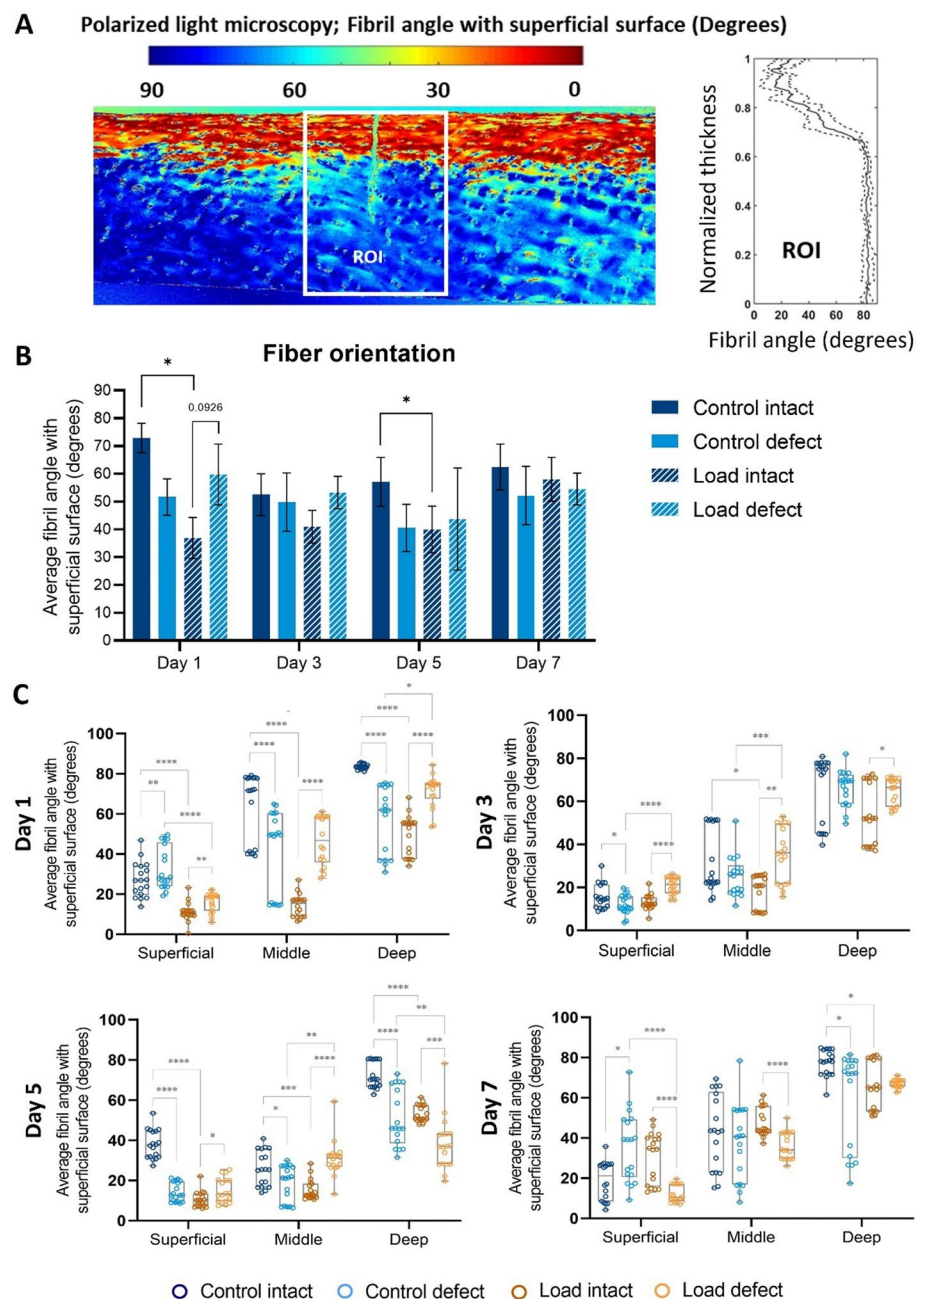 A
Polarized light microscopy; Fibril angle with superficial surface (Degrees)
90 60 30 0
ROI
Normalized thickness
1
0.8
0.6
0.4
0.2
0
ROI
0 20 40 60 80
Fibril angle (degrees)
B
Fiber orientation
Average fibril angle with
superficial surface (degrees)
90
80
70
60
50
40
30
20
10
0
*
0.0926
*
Day 1 Day 3 Day 5 Day 7
Control intact
Control defect
Load intact
Load defect
C
Day 1
Average fibril angle with
superficial surface (degrees)
100
80
60
40
20
0
****
**
****
**
****
****
****
*
****
****
****
Superficial Middle Deep
Day 3
Average fibril angle with
superficial surface (degrees)
100
80
60
40
20
0
*
****
****
***
*
**
*
Superficial Middle Deep
Day 5
Average fibril angle with
superficial surface (degrees)
100
80
60
40
20
0
****
****
*
**
****
***
*
****
**
****
***
Superficial Middle Deep
Day 7
Average fibril angle with
superficial surface (degrees)
100
80
60
40
20
0
*
****
****
****
*
*
Superficial Middle Deep
Control intact Control defect Load intact Load defect